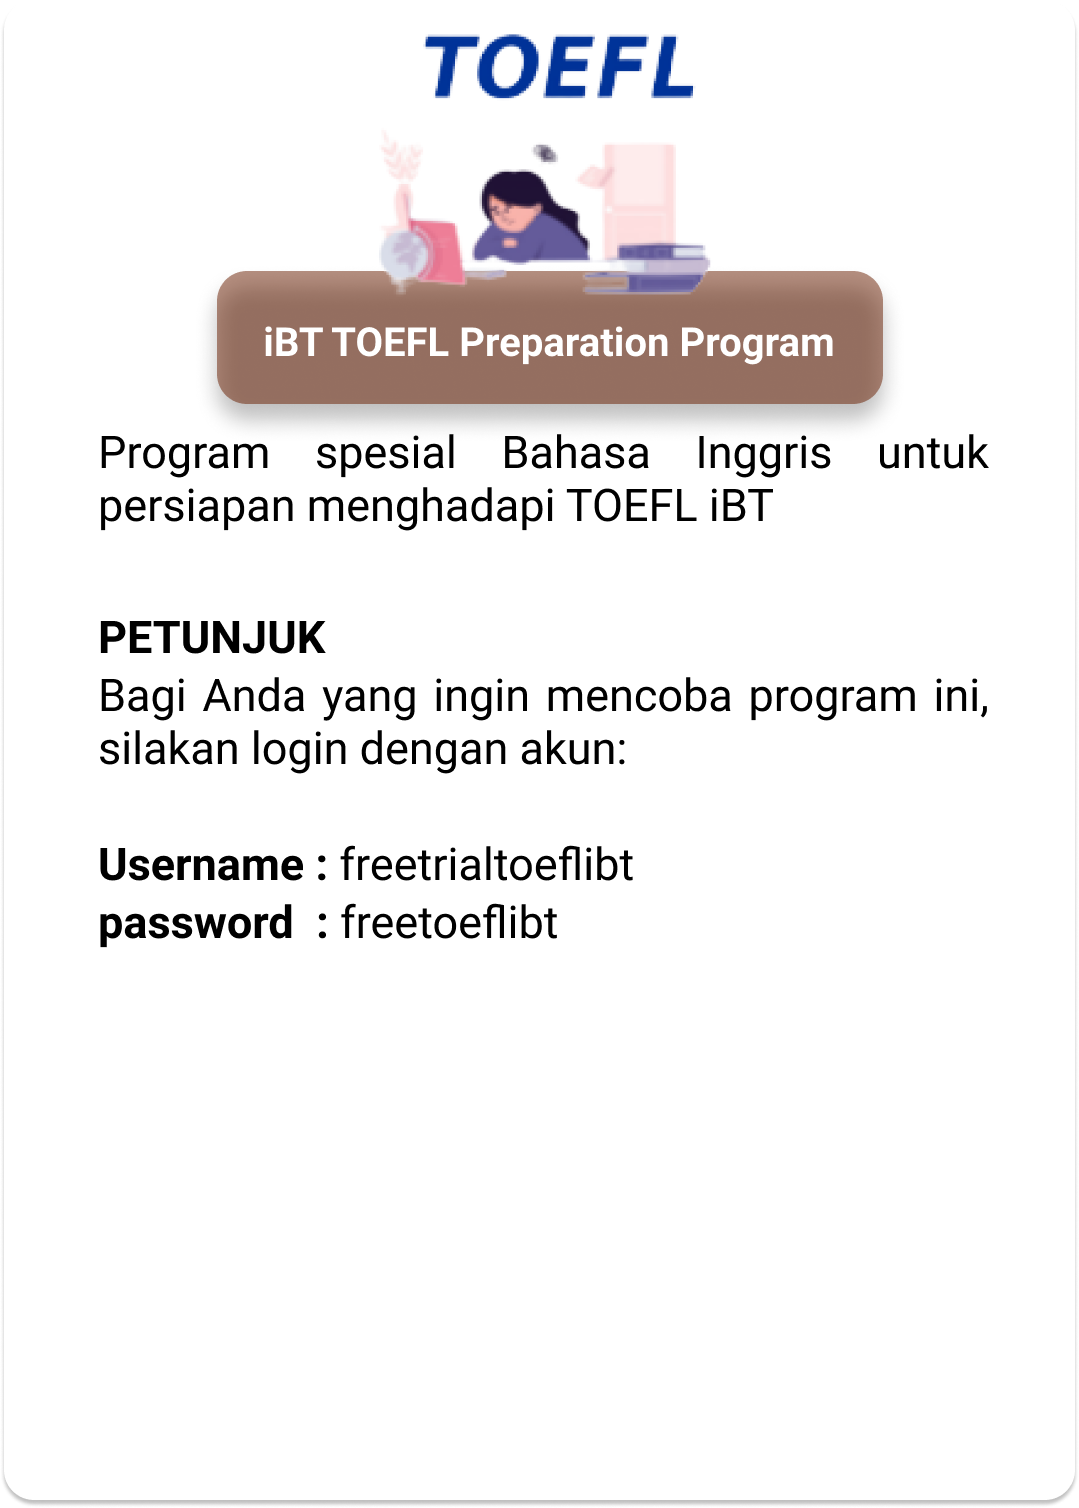 TOEFL
iBT TOEFL Preparation Program
Program spesial Bahasa Inggris untuk
persiapan menghadapi TOEFL iBT
PETUNJUK
Bagi Anda yang ingin mencoba program ini,
silakan login dengan akun:
Username : freetrialtoeflibt
password : freetoeflibt